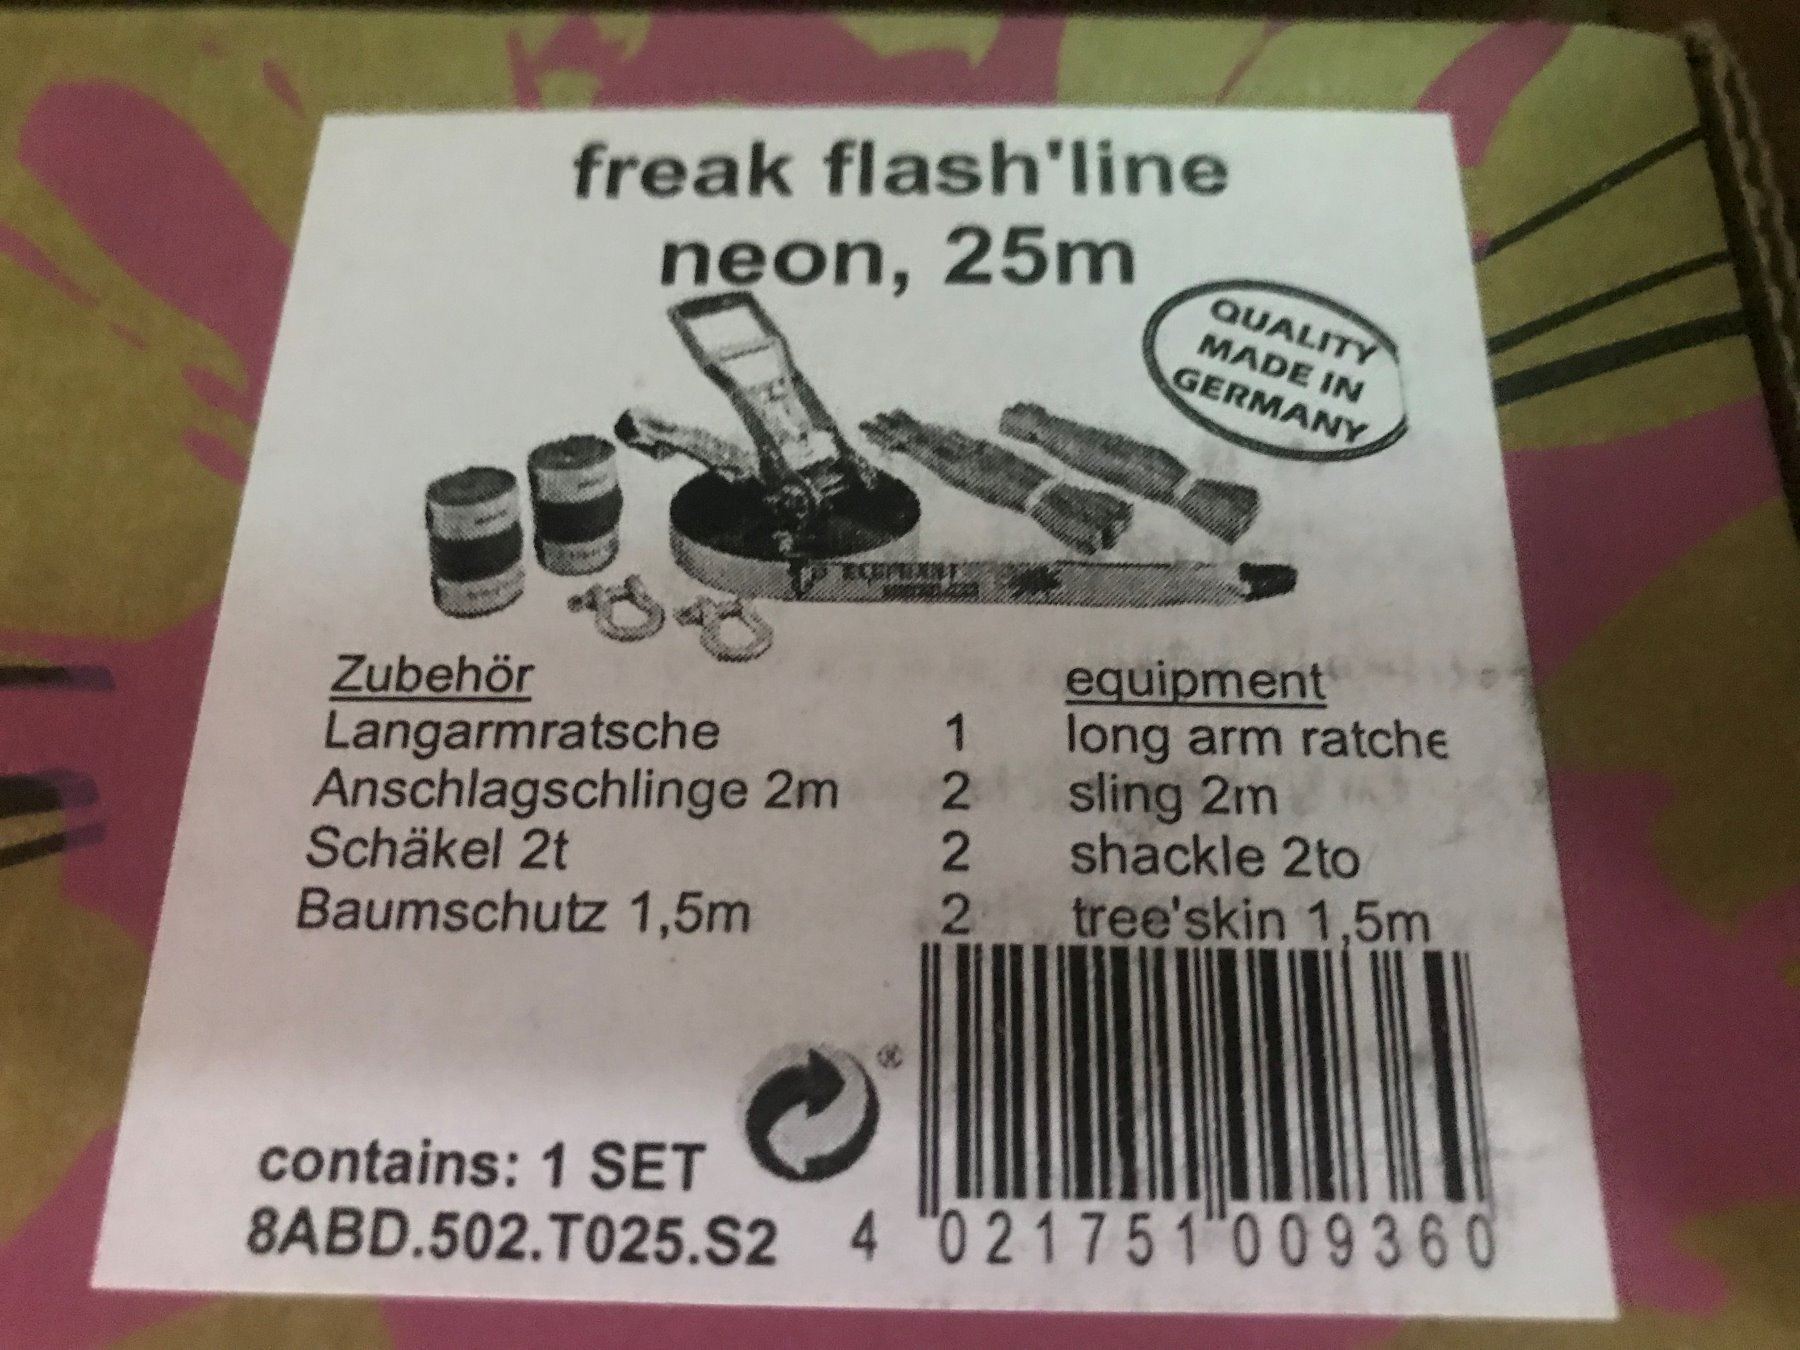 freak flash'line
neon, 25m
QUALITY
MADE IN
GERMANY
Zubehör equipment
Langarmratsche 1 long arm ratche
Anschlagschlinge 2m 2 sling 2m
Schäkel 2t 2 shackle 2to
Baumschutz 1,5m 2 tree'skin 1,5m
®
contains: 1 SET
8ABD.502.T025.S2
4 021751 009360